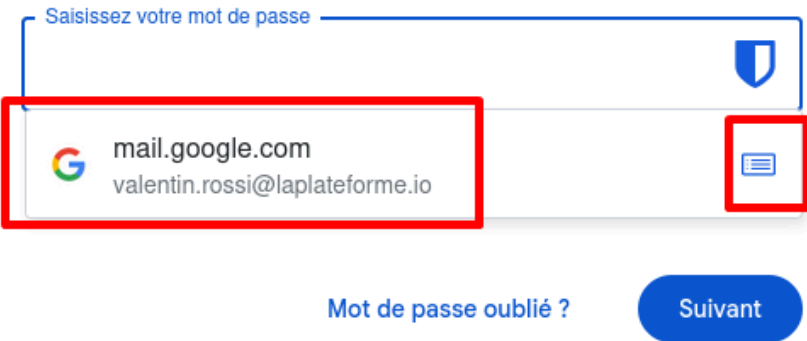 Saisissez votre mot de passe
mail.google.com
valentin.rossi@laplateforme.io
Mot de passe oublié ?
Suivant